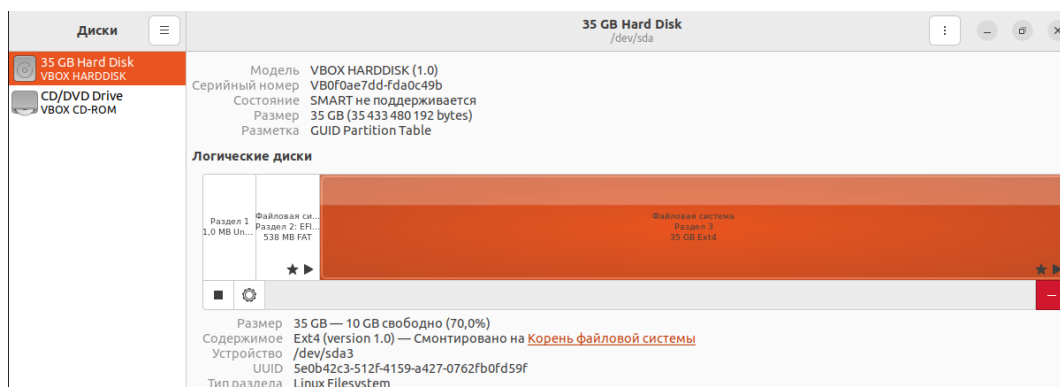 Диски
35 GB Hard Disk
/dev/sda
35 GB Hard Disk
VBOX HARDDISK
CD/DVD Drive
VBOX CD-ROM
Модель VBOX HARDDISK (1.0)
Серийный номер VB0f0ae7dd-fda0c49b
Состояние SMART не поддерживается
Размер 35 GB (35 433 480 192 bytes)
Разметка GUID Partition Table
Логические диски
Раздел 1
1,0 MB Un...
Файловая си...
Раздел 2: EFI...
538 MB FAT
Файловая система
Раздел 3
35 GB Ext4
Размер 35 GB — 10 GB свободно (70,0%)
Содержимое Ext4 (version 1.0) — Смонтировано на Корень файловой системы
Устройство /dev/sda3
UUID 5e0b42c3-512f-4159-a427-0762fb0fd59f
Тип раздела Linux Filesystem